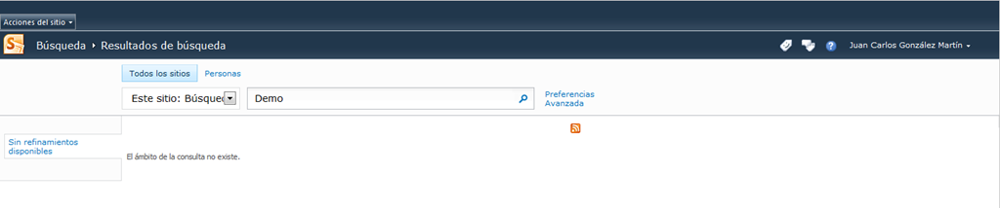 Acciones del sitio
Búsqueda ▸ Resultados de búsqueda
Juan Carlos González Martín
Todos los sitios Personas
Este sitio: Búsque
Demo
Preferencias
Avanzada
Sin refinamientos
disponibles
El ámbito de la consulta no existe.